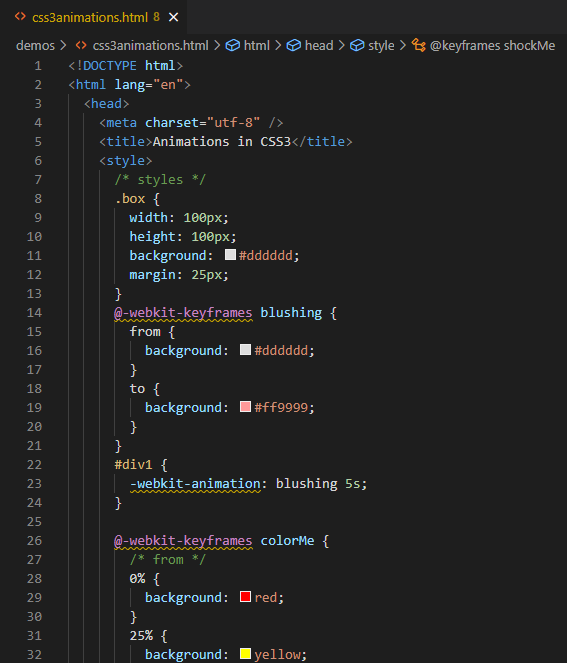 css3animations.html 8
demos > css3animations.html > html > head > style > @keyframes shockMe
1 <!DOCTYPE html>
2 <html lang="en">
3 <head>
4 <meta charset="utf-8" />
5 <title>Animations in CSS3</title>
6 <style>
7 /* styles */
8 .box {
9 width: 100px;
10 height: 100px;
11 background: #dddddd;
12 margin: 25px;
13 }
14 @-webkit-keyframes blushing {
15 from {
16 background: #dddddd;
17 }
18 to {
19 background: #ff9999;
20 }
21 }
22 #div1 {
23 -webkit-animation: blushing 5s;
24 }
25
26 @-webkit-keyframes colorMe {
27 /* from */
28 0% {
29 background: red;
30 }
31 25% {
32 background: yellow;